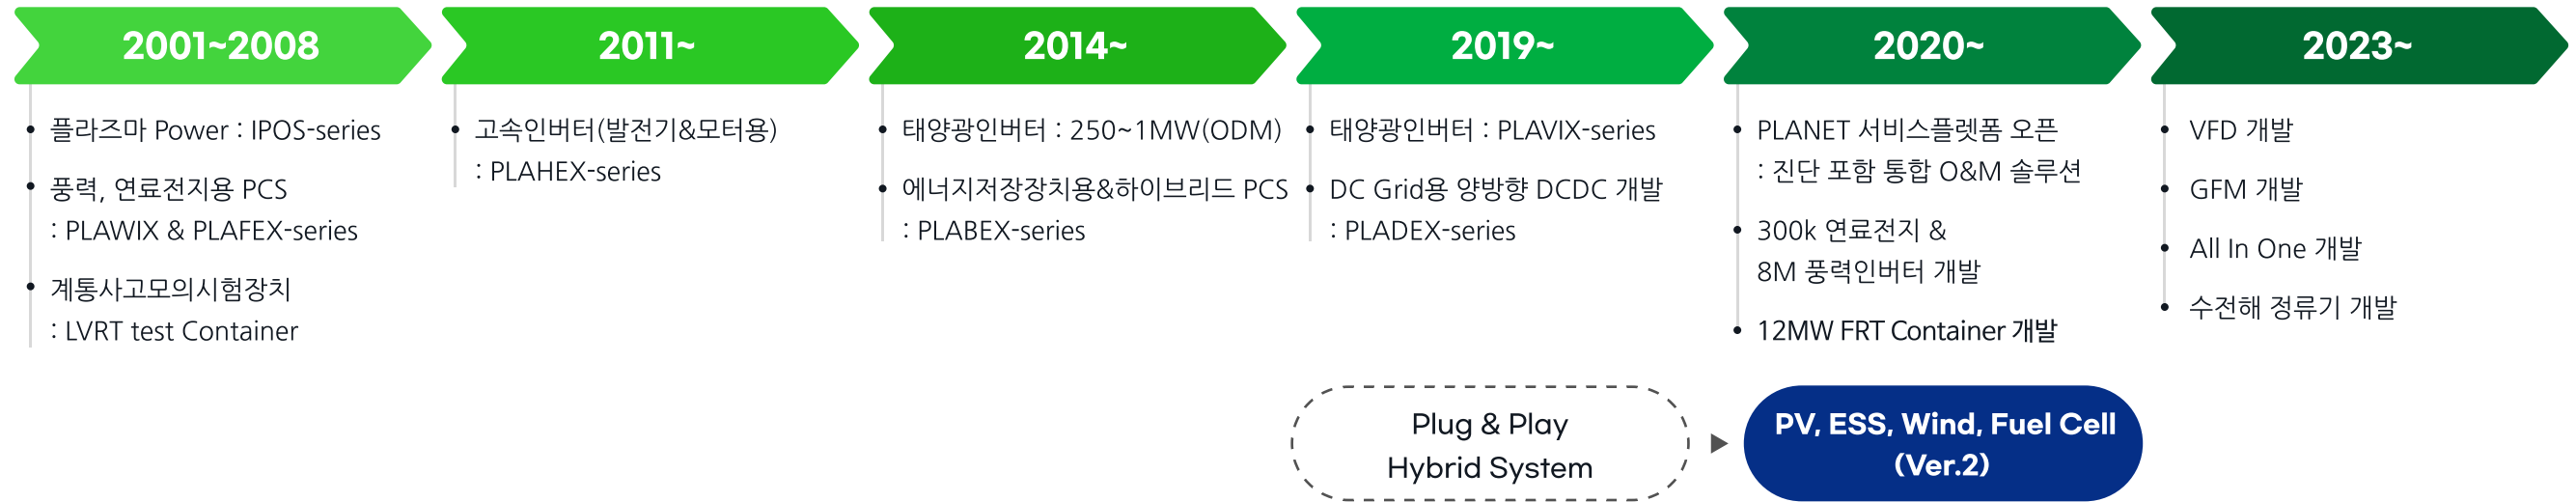 2001~2008
플라즈마 Power : IPOS-series
풍력, 연료전지용 PCS
: PLAWIX & PLAFEX-series
계통사고모의시험장치
: LVRT test Container
2011~
고속인버터(발전기&모터용)
: PLAHEX-series
2014~
태양광인버터 : 250~1MW(ODM)
에너지저장장치용&하이브리드 PCS
: PLABEX-series
2019~
태양광인버터 : PLAVIX-series
DC Grid용 양방향 DCDC 개발
: PLADEX-series
2020~
PLANET 서비스플렛폼 오픈
: 진단 포함 통합 O&M 솔루션
300k 연료전지 &
8M 풍력인버터 개발
12MW FRT Container 개발
2023~
VFD 개발
GFM 개발
All In One 개발
수전해 정류기 개발
Plug & Play
Hybrid System
PV, ESS, Wind, Fuel Cell
(Ver.2)